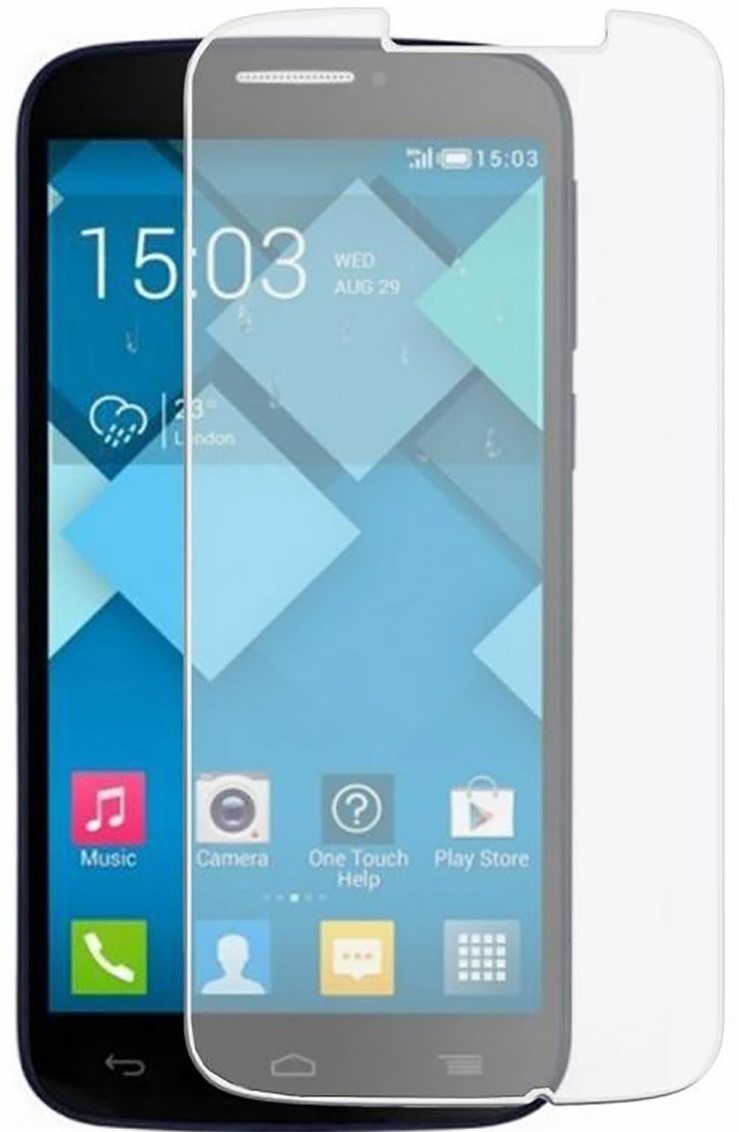 15:03
15:03
WED
AUG 29
23°
London
Music
Camera
One Touch
Help
Play Store